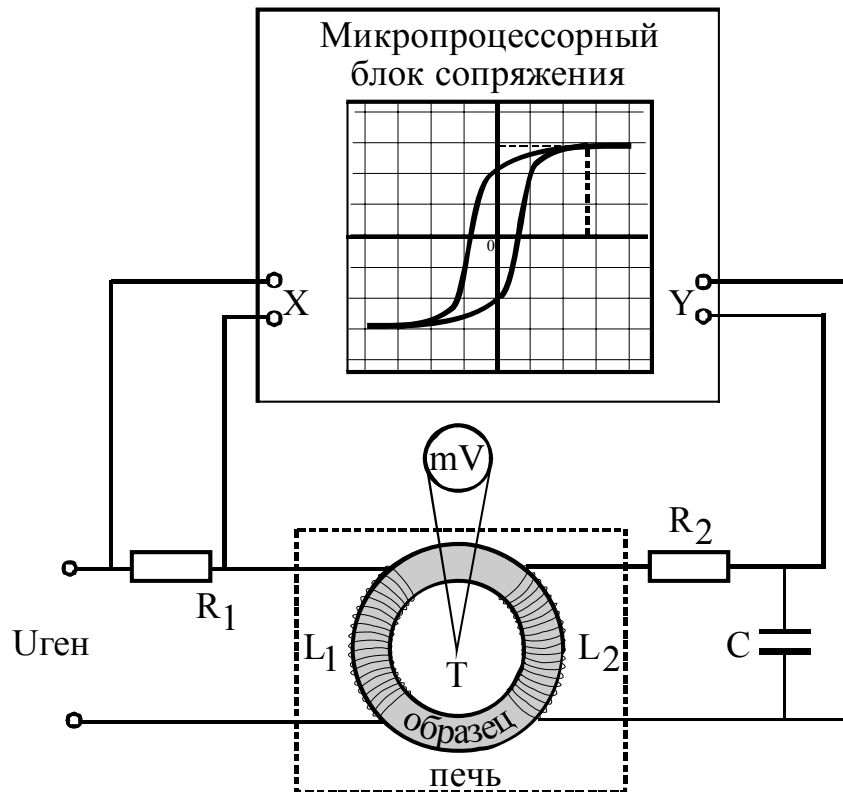 Микропроцессорный
блок сопряжения
0
X
Y
mV
R2
R1
Uген
L1
L2
C
T
образец
печь